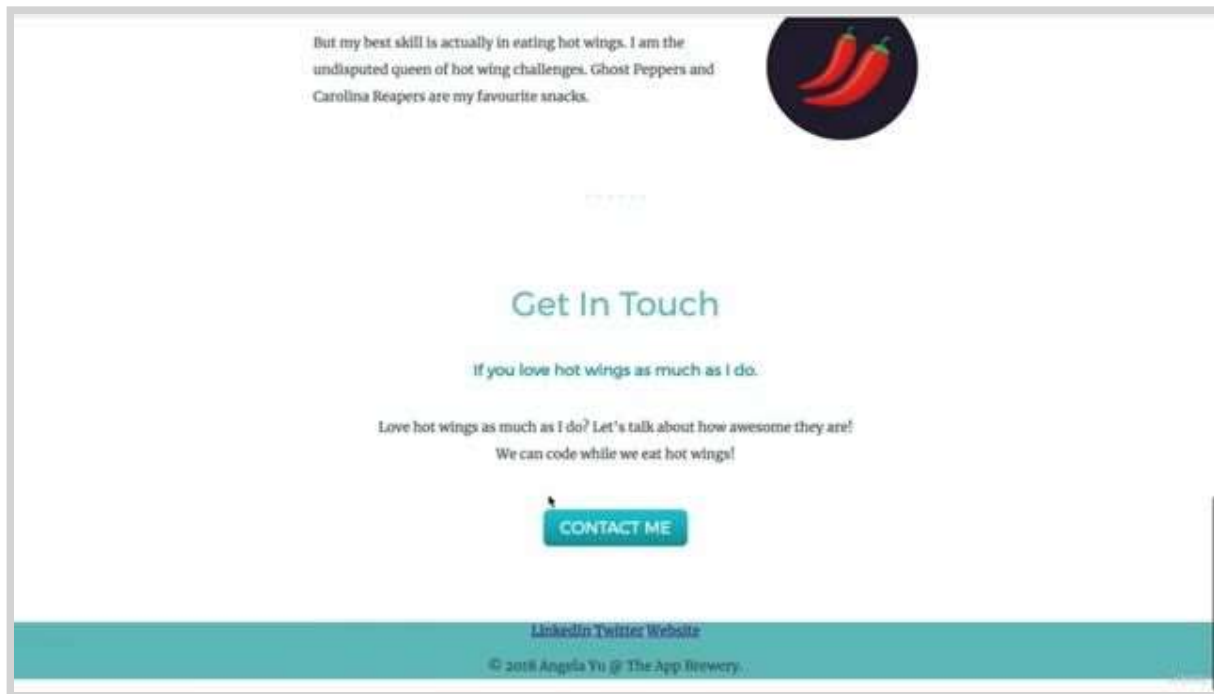 But my best skill is actually in eating hot wings. I am the
undisputed queen of hot wing challenges. Ghost Peppers and
Carolina Reapers are my favourite snacks.
Get In Touch
If you love hot wings as much as I do.
Love hot wings as much as I do? Let's talk about how awesome they are!
We can code while we eat hot wings!
CONTACT ME
LinkedIn Twitter Website
© 2018 Angela Yu @ The App Brewery.